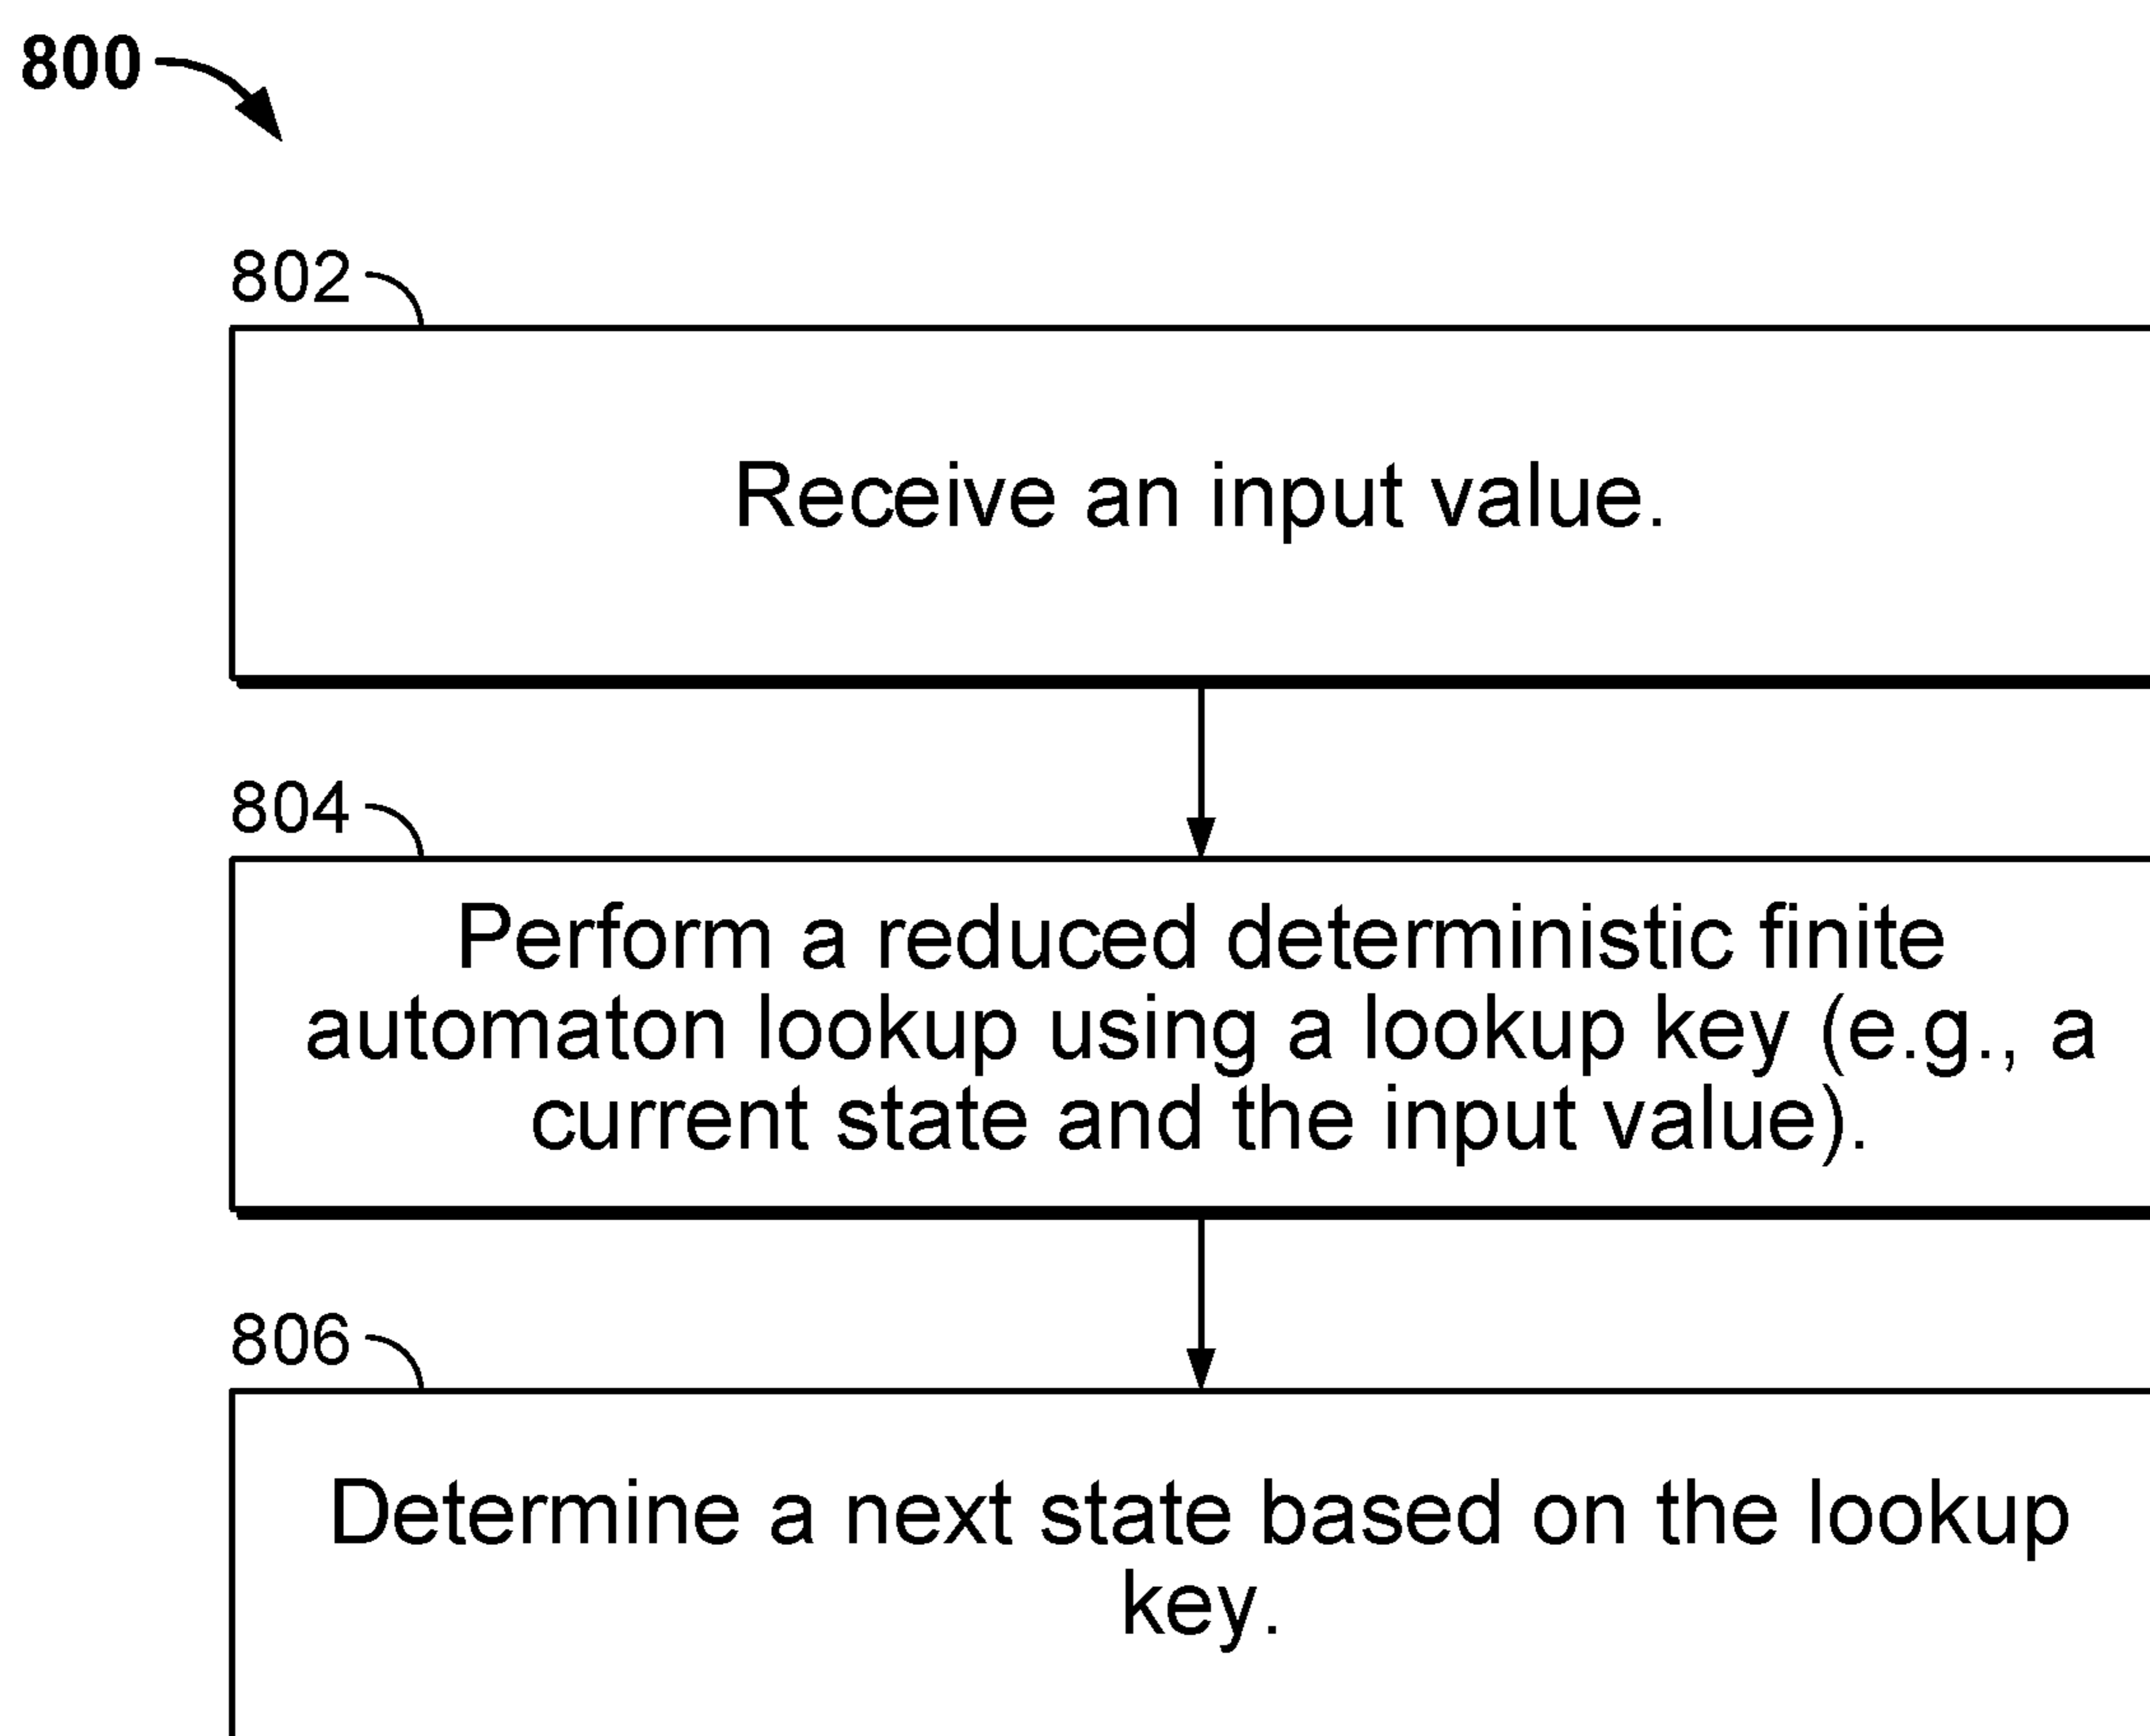 800
802
Receive an input value.
804
Perform a reduced deterministic finite
automaton lookup using a lookup key (e.g., a
current state and the input value).
806
Determine a next state based on the lookup
key.